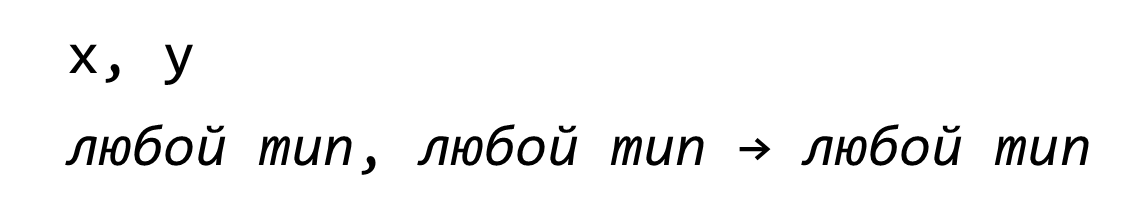 x, y
любой тип, любой тип → любой тип